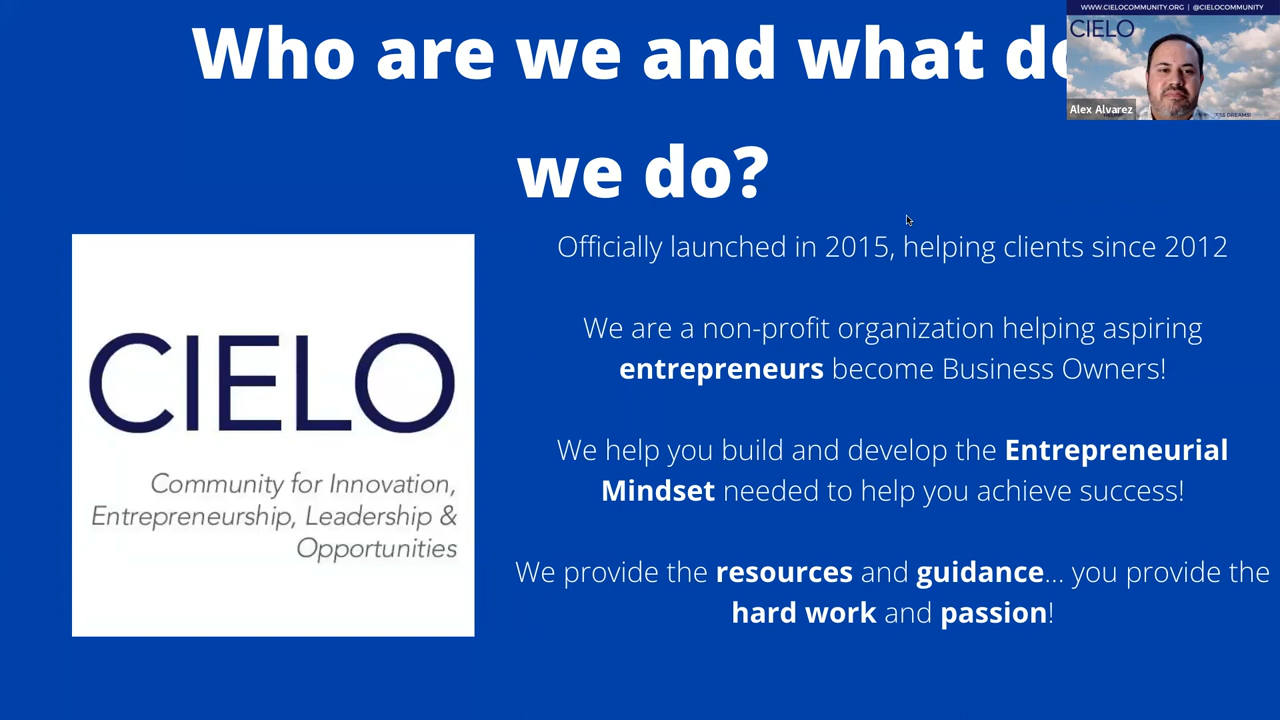 WWW.CIELOCOMMUNITY.ORG | @CIELOCOMMUNITY
CIELO
Alex Alvarez
DREAMS!
Who are we and what do
we do?
CIELO
Community for Innovation,
Entrepreneurship, Leadership &
Opportunities
Officially launched in 2015, helping clients since 2012
We are a non-profit organization helping aspiring
entrepreneurs become Business Owners!
We help you build and develop the Entrepreneurial
Mindset needed to help you achieve success!
We provide the resources and guidance... you provide the
hard work and passion!